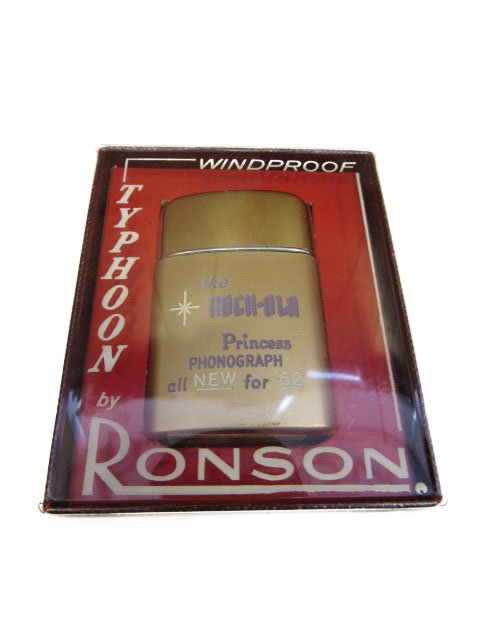 WINDPROOF
TYPHOON
by
RONSON
the
ROCK-OLA
Princess
PHONOGRAPH
all NEW for '62